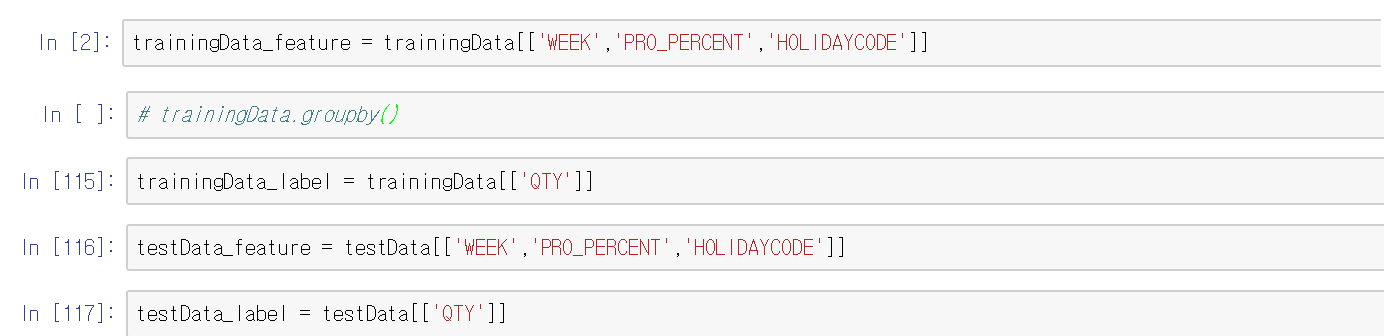 In [2]: trainingData_feature = trainingData[['WEEK','PRO_PERCENT','HOLIDAYCODE']]
In [ ]: # trainingData.groupby()
In [115]: trainingData_label = trainingData[['QTY']]
In [116]: testData_feature = testData[['WEEK','PRO_PERCENT','HOLIDAYCODE']]
In [117]: testData_label = testData[['QTY']]